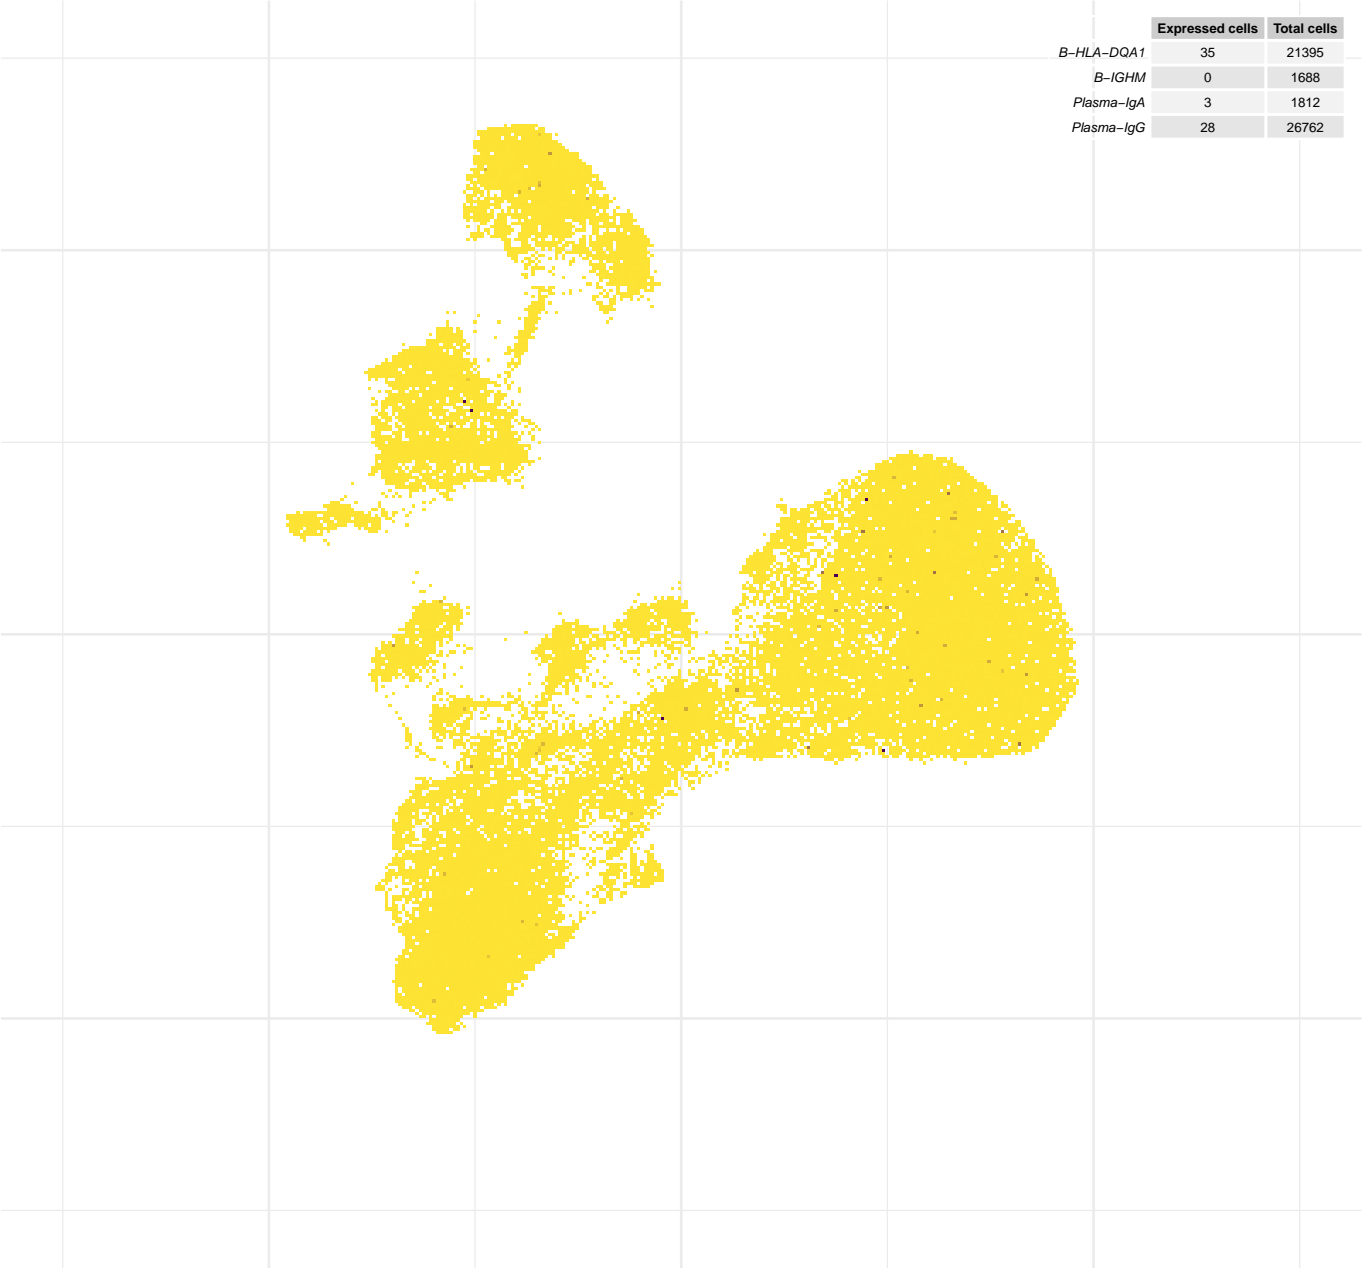 Expressed cells Total cells
B−HLA−DQA1 35 21395
B−IGHM 0 1688
Plasma−IgA 3 1812
Plasma−IgG 28 26762